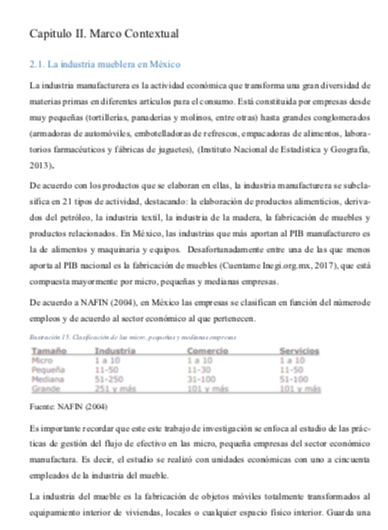 Capitulo II. Marco Contextual
2.1. La industria mueblera en México
La industria manufacturera es la actividad económica que transforma una gran diversidad de
materias primas en diferentes artículos para el consumo. Está constituida por empresas desde
muy pequeñas (tortillerías, panaderías y molinos, entre otras) hasta grandes conglomerados
(armadoras de automóviles, embotelladoras de refrescos, empacadoras de alimentos, labora-
torios farmacéuticos y fábricas de juguetes), (Instituto Nacional de Estadística y Geografía,
2013).
De acuerdo con los productos que se elaboran en ellas, la industria manufacturera se subcla-
sifica en 21 tipos de actividad, destacando: la elaboración de productos alimenticios, deriva-
dos del petróleo, la industria textil, la industria de la madera, la fabricación de muebles y
productos relacionados. En México, las industrias que más aportan al PIB manufacturero es
la de alimentos y maquinaria y equipos. Desafortunadamente entre una de las que menos
aporta al PIB nacional es la fabricación de muebles (Cuentame Inegi.org.mx, 2017), que está
compuesta mayormente por micro, pequeñas y medianas empresas.
De acuerdo a NAFIN (2004), en México las empresas se clasifican en función del númerode
empleos y de acuerdo al sector económico al que pertenecen.
Ilustración 15. Clasificación de las micro, pequeñas y medianas empresas
Tamaño Industria Comercio Servicios
Micro 1 a 10 1 a 10 1 a 10
Pequeña 11-50 11-30 11-50
Mediana 51-250 31-100 51-100
Grande 251 y más 101 y más 101 y más
Fuente: NAFIN (2004)
Es importante recordar que este este trabajo de investigación se enfoca al estudio de las prác-
ticas de gestión del flujo de efectivo en las micro, pequeña empresas del sector económico
manufactura. Es decir, el estudio se realizó con unidades económicas con uno a cincuenta
empleados de la industria del mueble.
La industria del mueble es la fabricación de objetos móviles totalmente transformados al
equipamiento interior de viviendas, locales o cualquier espacio físico interior. Guarda una